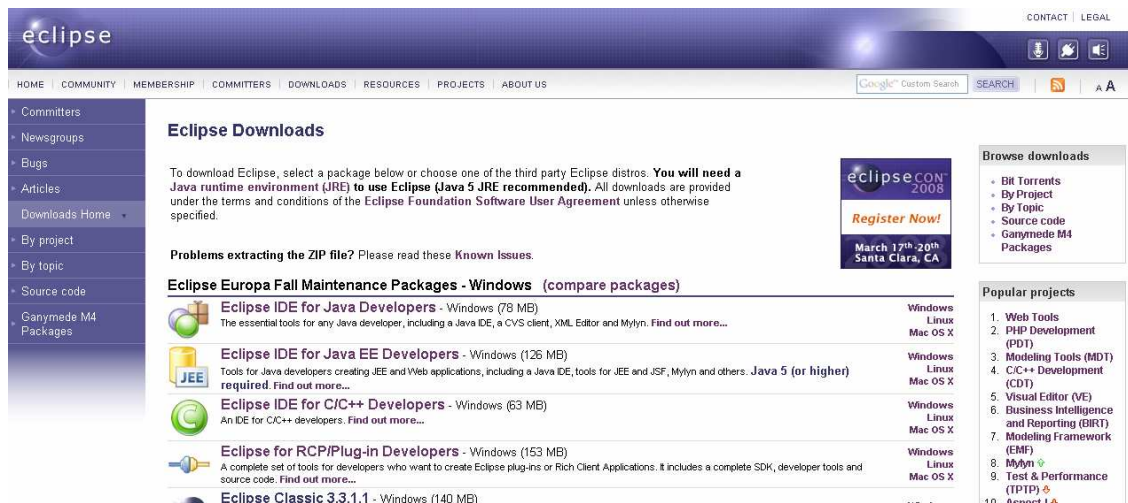 CONTACT | LEGAL
eclipse
HOME | COMMUNITY | MEMBERSHIP | COMMITTERS | DOWNLOADS | RESOURCES | PROJECTS | ABOUT US
Google™ Custom Search
SEARCH
A A
Committers
Newsgroups
Bugs
Articles
Downloads Home
By project
By topic
Source code
Ganymede M4
Packages
Eclipse Downloads
To download Eclipse, select a package below or choose one of the third party Eclipse distros. You will need a
Java runtime environment (JRE) to use Eclipse (Java 5 JRE recommended). All downloads are provided
under the terms and conditions of the Eclipse Foundation Software User Agreement unless otherwise
specified.
Problems extracting the ZIP file? Please read these Known Issues.
eclipseCON™
2008
Register Now!
March 17th-20th
Santa Clara, CA
Eclipse Europa Fall Maintenance Packages - Windows (compare packages)
Eclipse IDE for Java Developers - Windows (78 MB)
The essential tools for any Java developer, including a Java IDE, a CVS client, XML Editor and Mylyn. Find out more...
Windows
Linux
Mac OS X
JEE
Eclipse IDE for Java EE Developers - Windows (126 MB)
Tools for Java developers creating JEE and Web applications, including a Java IDE, tools for JEE and JSF, Mylyn and others. Java 5 (or higher)
required. Find out more...
Windows
Linux
Mac OS X
Eclipse IDE for C/C++ Developers - Windows (63 MB)
An IDE for C/C++ developers. Find out more...
Windows
Linux
Mac OS X
Eclipse for RCP/Plug-in Developers - Windows (153 MB)
A complete set of tools for developers who want to create Eclipse plug-ins or Rich Client Applications. It includes a complete SDK, developer tools and
source code. Find out more...
Windows
Linux
Mac OS X
Eclipse Classic 3.3.1.1 - Windows (140 MB)
Browse downloads
Bit Torrents
By Project
By Topic
Source code
Ganymede M4
Packages
Popular projects
1. Web Tools
2. PHP Development
(PDT)
3. Modeling Tools (MDT)
4. C/C++ Development
(CDT)
5. Visual Editor (VE)
6. Business Intelligence
and Reporting (BIRT)
7. Modeling Framework
(EMF)
8. Mylyn
9. Test & Performance
(TPTP)
10. AspectJ